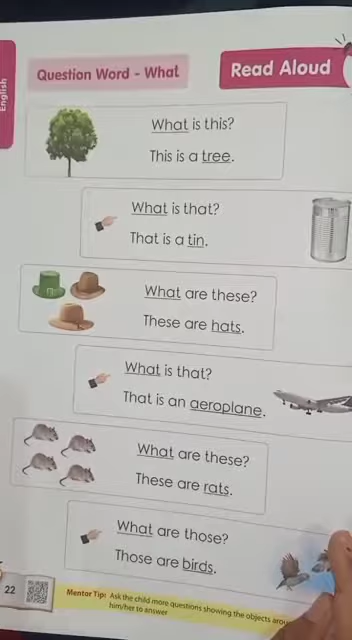 English
Question Word - What
Read Aloud
What is this?
This is a tree.
What is that?
That is a tin.
What are these?
These are hats.
What is that?
That is an aeroplane.
What are these?
These are rats.
What are those?
Those are birds.
22
Mentor Tip: Ask the child more questions showing the objects
him/her to answer